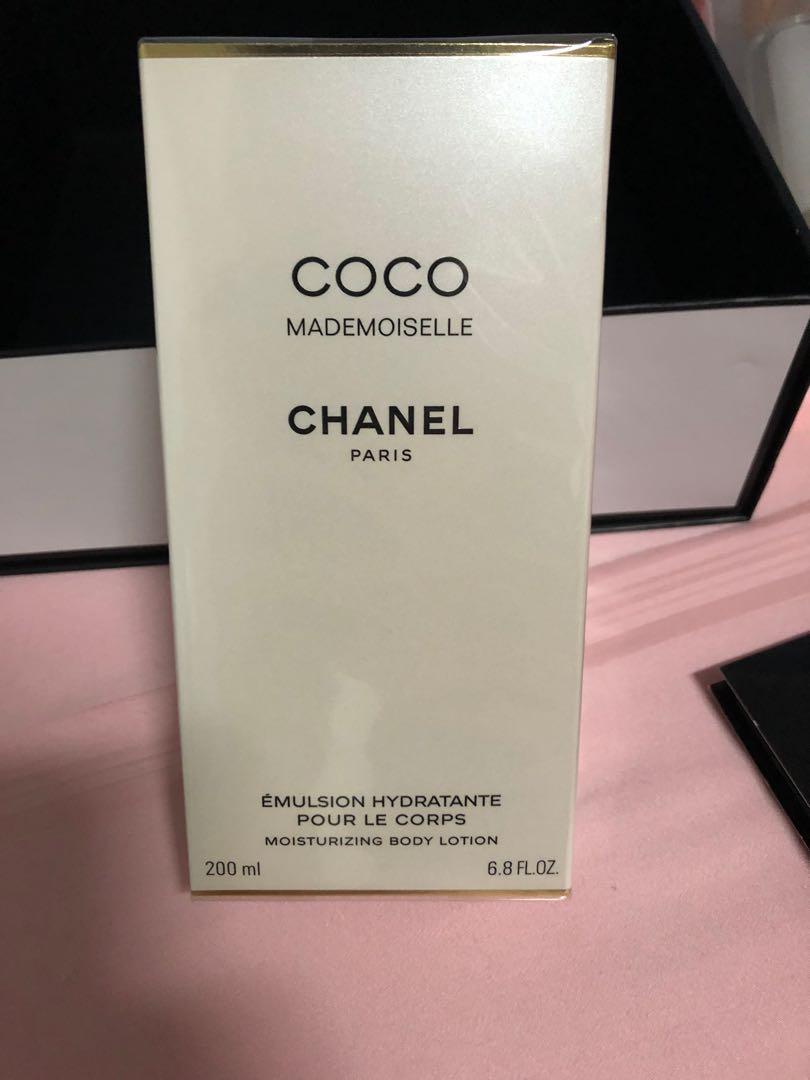 COCO
MADEMOISELLE
CHANEL
PARIS
ÉMULSION HYDRATANTE
POUR LE CORPS
MOISTURIZING BODY LOTION
200 ml 6.8 FL.OZ.